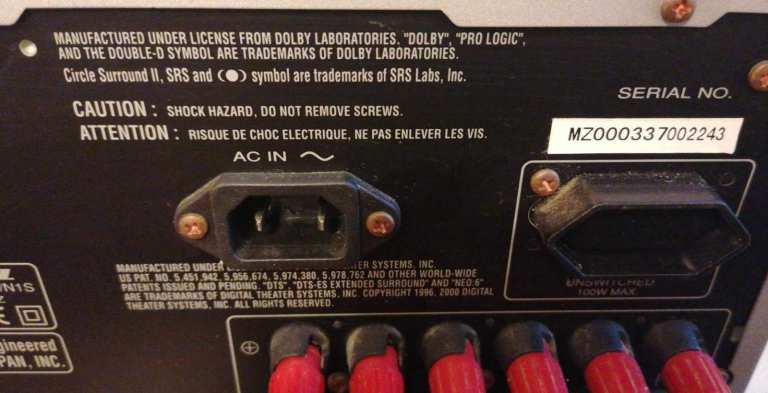 MANUFACTURED UNDER LICENSE FROM DOLBY LABORATORIES. "DOLBY", "PRO LOGIC",
AND THE DOUBLE-D SYMBOL ARE TRADEMARKS OF DOLBY LABORATORIES.
Circle Surround II, SRS and (●) symbol are trademarks of SRS Labs, Inc.
CAUTION : SHOCK HAZARD, DO NOT REMOVE SCREWS.
ATTENTION : RISQUE DE CHOC ELECTRIQUE, NE PAS ENLEVER LES VIS.
SERIAL NO.
MZ000337002243
AC IN ~
MANUFACTURED UNDER TER SYSTEMS, INC.
US PAT. NO. 5,451,942, 5,956,674, 5,974,380, 5,978,762 AND OTHER WORLD-WIDE
PATENTS ISSUED AND PENDING. "DTS", "DTS-ES EXTENDED SURROUND" AND "NEO:6"
ARE TRADEMARKS OF DIGITAL THEATER SYSTEMS, INC. COPYRIGHT 1996, 2000 DIGITAL
THEATER SYSTEMS, INC. ALL RIGHTS RESERVED.
UNSWITCHED
100W MAX.
/N1S
Z
gineered
PAN, INC.